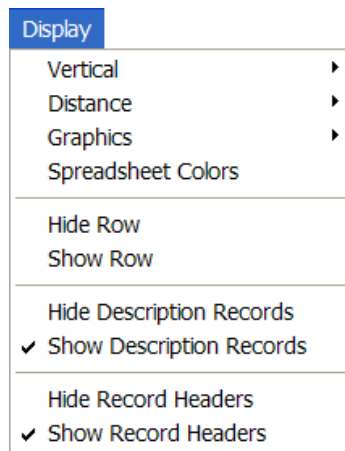 Display
Vertical
Distance
Graphics
Spreadsheet Colors
Hide Row
Show Row
Hide Description Records
Show Description Records
Hide Record Headers
Show Record Headers